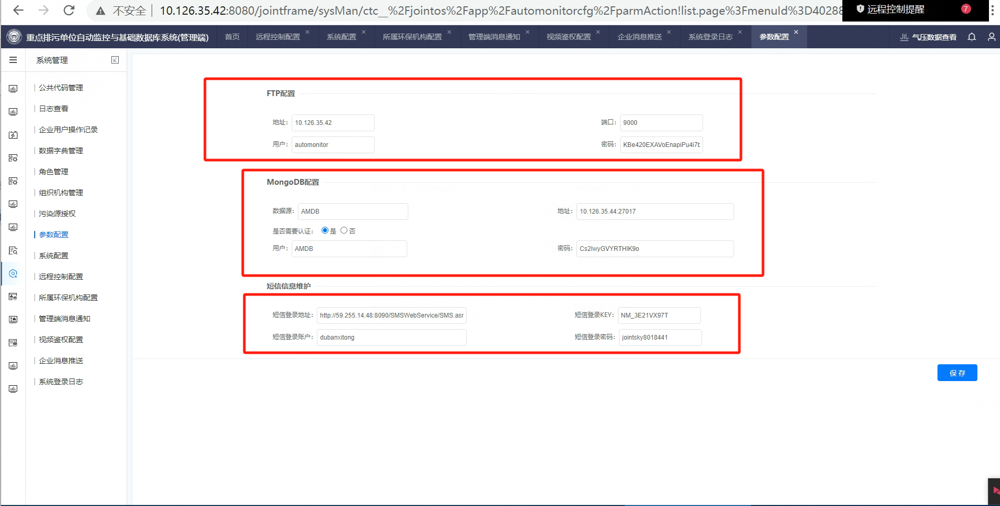 不安全 10.126.35.42:8080/jointframe/sysMan/ctc__%2Fjointos%2Fapp%2Fautomonitorcfg%2FparmAction!list.page%3FmenuId%3D40288
远程控制提醒 7
重点排污单位自动监控与基础数据库系统(管理端) 首页 远程控制配置 系统配置 所属环保机构配置 管理端消息通知 视频鉴权配置 企业消息推送 系统登录日志 参数配置 气压数据查看
系统管理
公共代码管理
日志查看
企业用户操作记录
数据字典管理
角色管理
组织机构管理
污染源授权
参数配置
系统配置
远程控制配置
所属环保机构配置
管理端消息通知
视频鉴权配置
企业消息推送
系统登录日志
FTP配置
地址: 10.126.35.42 端口: 9000
用户: automonitor 密码: KBe420EXAVoEnapiPu4i7b
MongoDB配置
数据源: AMDB 地址: 10.126.35.44:27017
是否需要认证: 是 否
用户: AMDB 密码: Cs2lwyGVYRTHIK9o
短信信息维护
短信登录地址: http://59.255.14.48:8090/SMSWebService/SMS.asm 短信登录KEY: NM_3E21VX97T
短信登录账户: dubanxitong 短信登录密码: jointsky8018441
保存